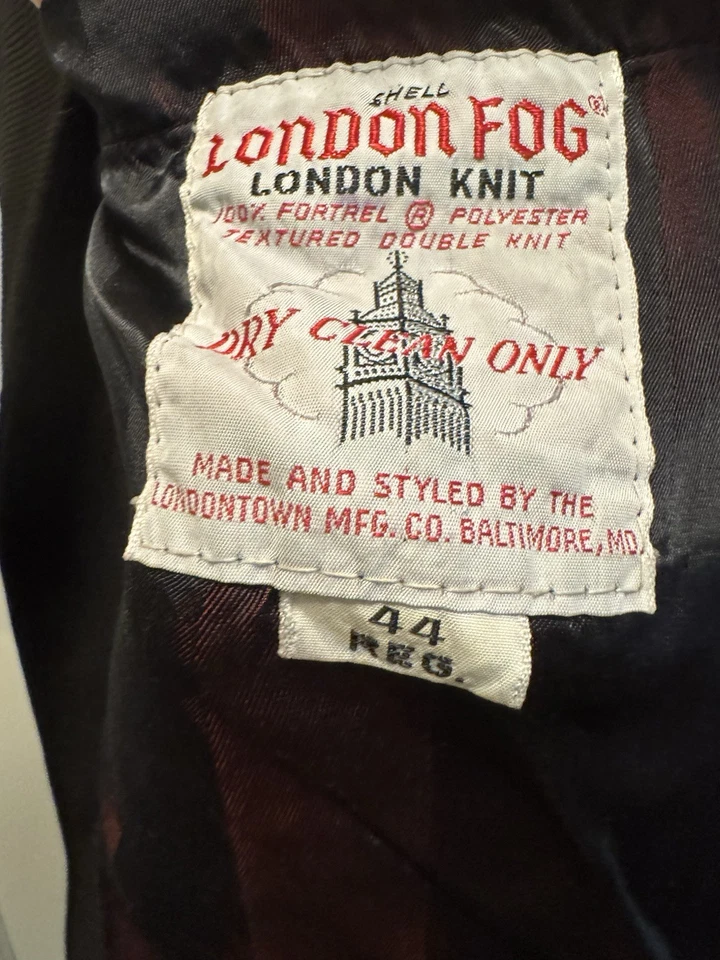 SHELL
LONDON FOG®
LONDON KNIT
100% FORTREL ® POLYESTER
TEXTURED DOUBLE KNIT
DRY CLEAN ONLY
MADE AND STYLED BY THE
LONDONTOWN MFG. CO. BALTIMORE, MD.
44
REG.